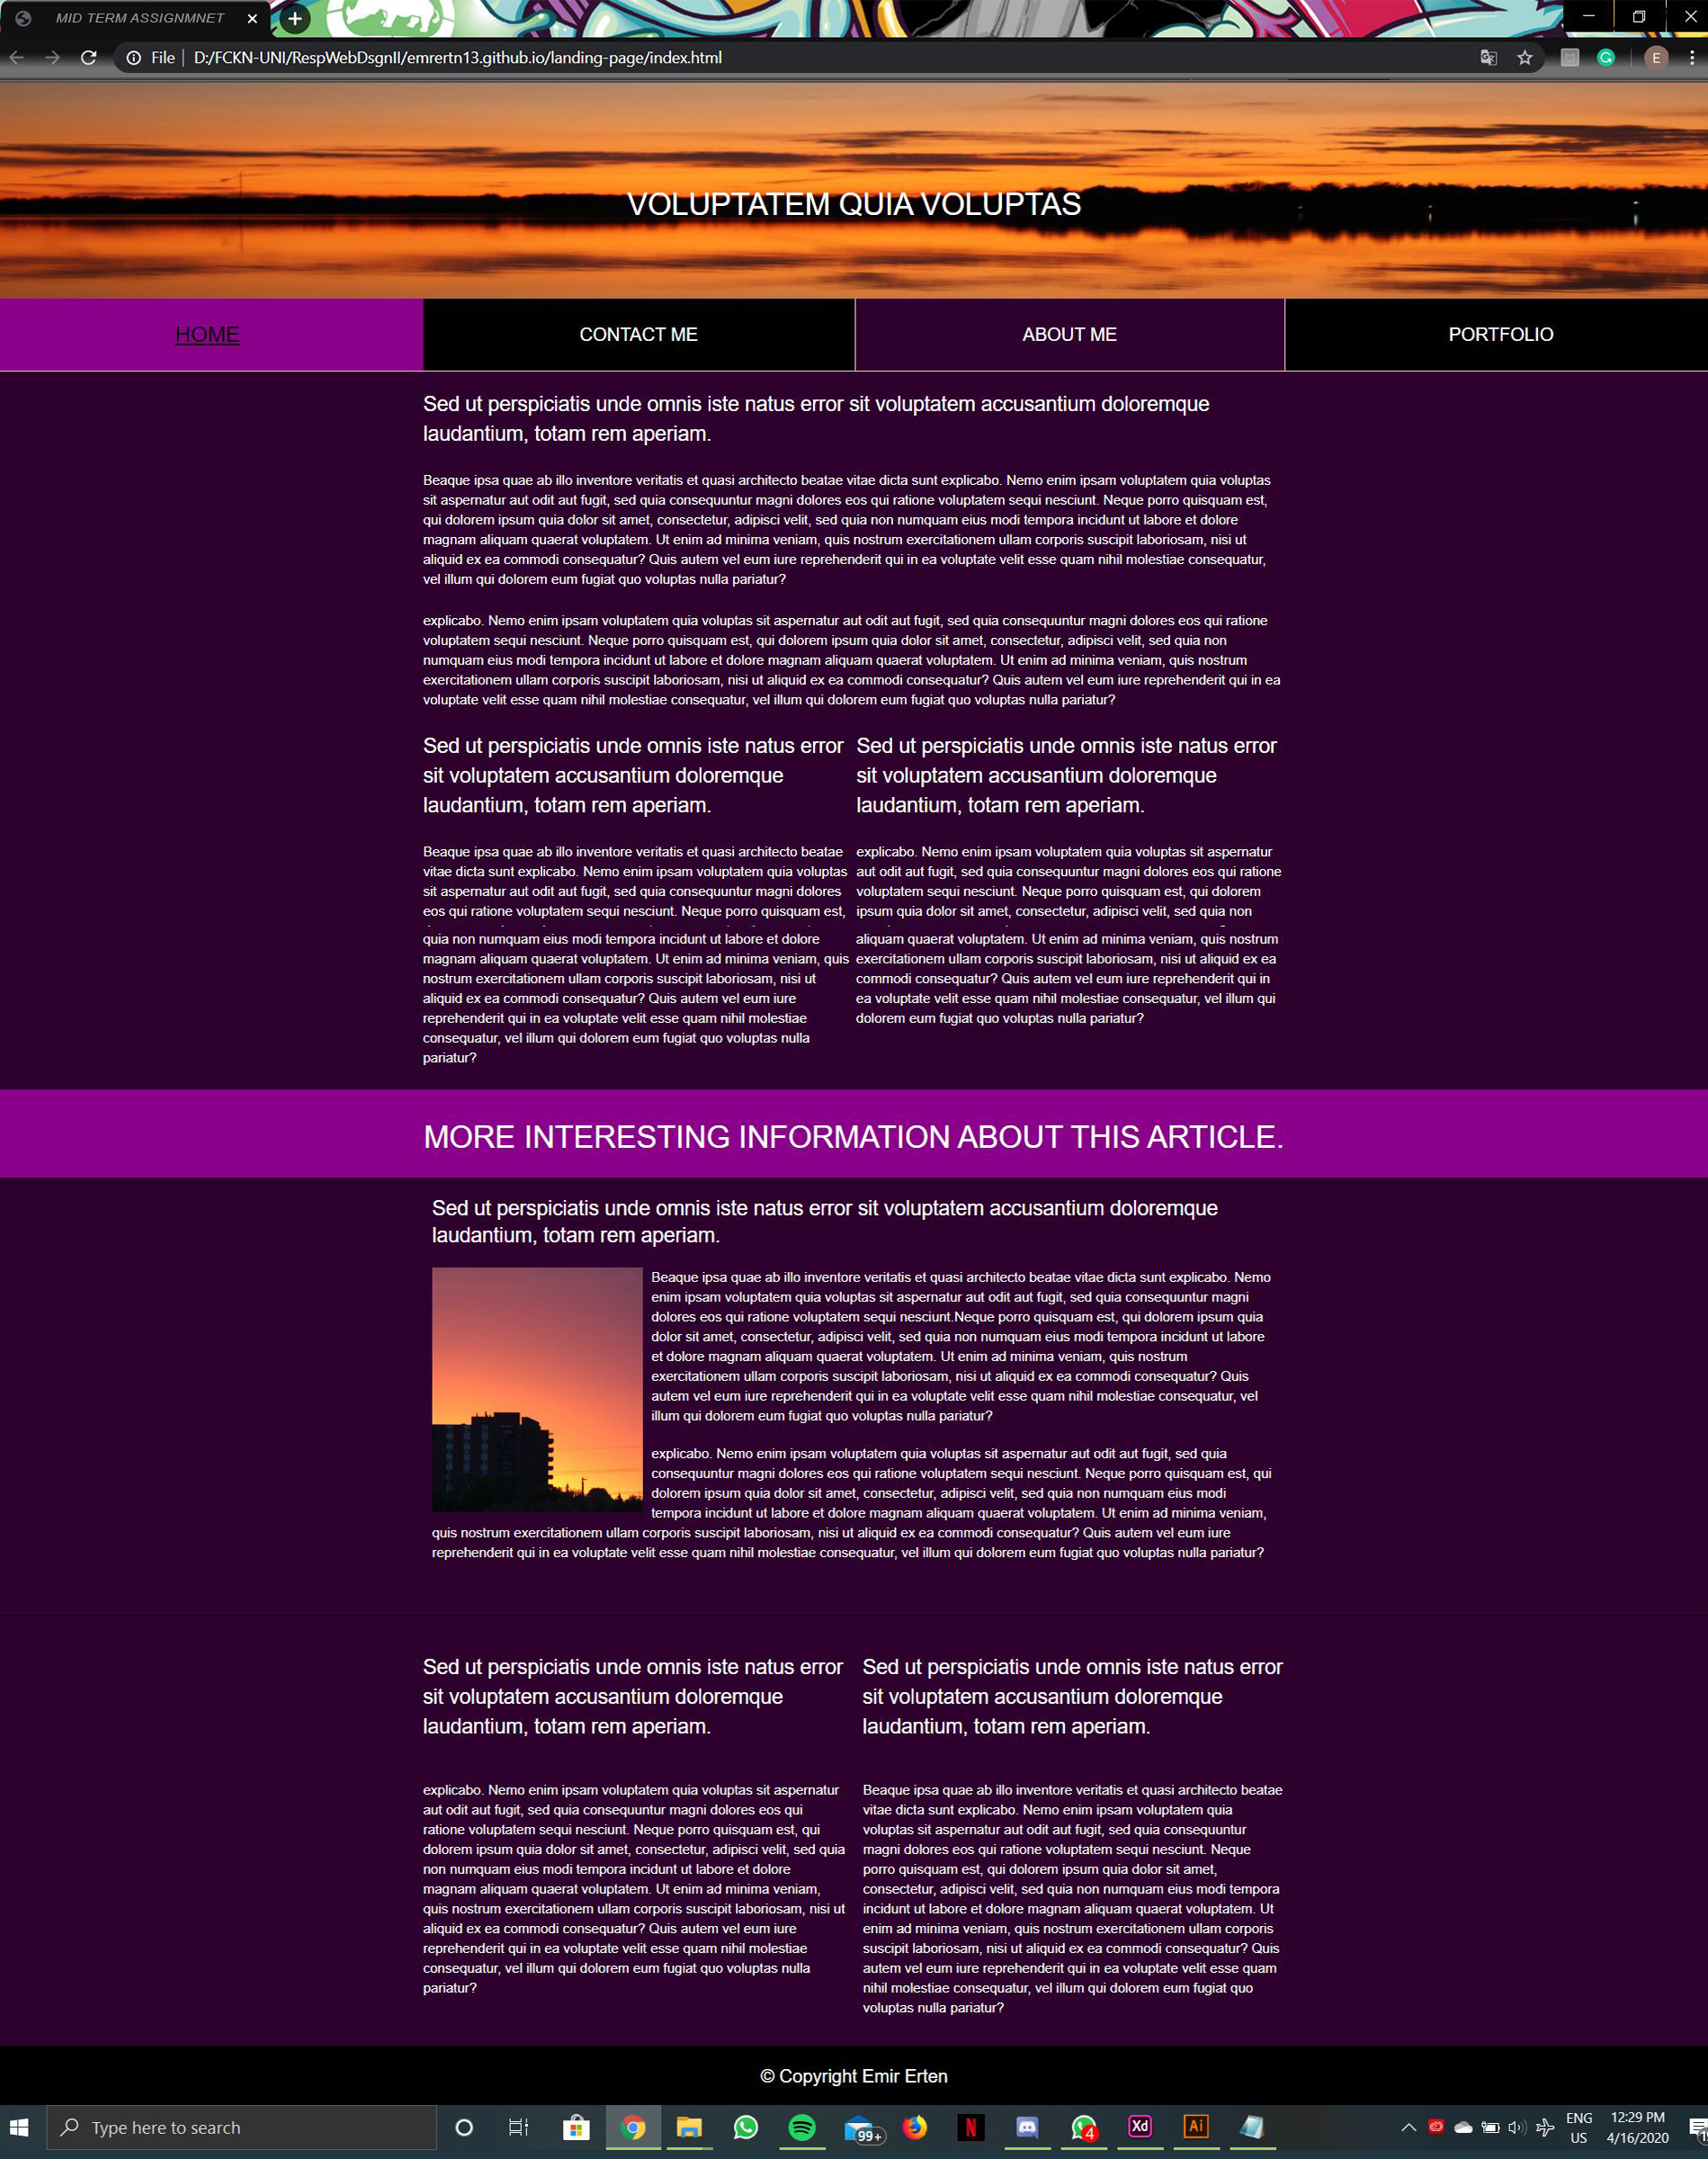 MID TERM ASSIGNMNET
File | D:/FCKN-UNI/RespWebDsgnII/emrertn13.github.io/landing-page/index.html
E
VOLUPTATEM QUIA VOLUPTAS
HOME
CONTACT ME
ABOUT ME
PORTFOLIO
Sed ut perspiciatis unde omnis iste natus error sit voluptatem accusantium doloremque
laudantium, totam rem aperiam.
Beaque ipsa quae ab illo inventore veritatis et quasi architecto beatae vitae dicta sunt explicabo. Nemo enim ipsam voluptatem quia voluptas
sit aspernatur aut odit aut fugit, sed quia consequuntur magni dolores eos qui ratione voluptatem sequi nesciunt. Neque porro quisquam est,
qui dolorem ipsum quia dolor sit amet, consectetur, adipisci velit, sed quia non numquam eius modi tempora incidunt ut labore et dolore
magnam aliquam quaerat voluptatem. Ut enim ad minima veniam, quis nostrum exercitationem ullam corporis suscipit laboriosam, nisi ut
aliquid ex ea commodi consequatur? Quis autem vel eum iure reprehenderit qui in ea voluptate velit esse quam nihil molestiae consequatur,
vel illum qui dolorem eum fugiat quo voluptas nulla pariatur?
explicabo. Nemo enim ipsam voluptatem quia voluptas sit aspernatur aut odit aut fugit, sed quia consequuntur magni dolores eos qui ratione
voluptatem sequi nesciunt. Neque porro quisquam est, qui dolorem ipsum quia dolor sit amet, consectetur, adipisci velit, sed quia non
numquam eius modi tempora incidunt ut labore et dolore magnam aliquam quaerat voluptatem. Ut enim ad minima veniam, quis nostrum
exercitationem ullam corporis suscipit laboriosam, nisi ut aliquid ex ea commodi consequatur? Quis autem vel eum iure reprehenderit qui in ea
voluptate velit esse quam nihil molestiae consequatur, vel illum qui dolorem eum fugiat quo voluptas nulla pariatur?
Sed ut perspiciatis unde omnis iste natus error
sit voluptatem accusantium doloremque
laudantium, totam rem aperiam.
Beaque ipsa quae ab illo inventore veritatis et quasi architecto beatae
vitae dicta sunt explicabo. Nemo enim ipsam voluptatem quia voluptas
sit aspernatur aut odit aut fugit, sed quia consequuntur magni dolores
eos qui ratione voluptatem sequi nesciunt. Neque porro quisquam est,
quia non numquam eius modi tempora incidunt ut labore et dolore
magnam aliquam quaerat voluptatem. Ut enim ad minima veniam, quis
nostrum exercitationem ullam corporis suscipit laboriosam, nisi ut
aliquid ex ea commodi consequatur? Quis autem vel eum iure
reprehenderit qui in ea voluptate velit esse quam nihil molestiae
consequatur, vel illum qui dolorem eum fugiat quo voluptas nulla
pariatur?
Sed ut perspiciatis unde omnis iste natus error
sit voluptatem accusantium doloremque
laudantium, totam rem aperiam.
explicabo. Nemo enim ipsam voluptatem quia voluptas sit aspernatur
aut odit aut fugit, sed quia consequuntur magni dolores eos qui ratione
voluptatem sequi nesciunt. Neque porro quisquam est, qui dolorem
ipsum quia dolor sit amet, consectetur, adipisci velit, sed quia non
aliquam quaerat voluptatem. Ut enim ad minima veniam, quis nostrum
exercitationem ullam corporis suscipit laboriosam, nisi ut aliquid ex ea
commodi consequatur? Quis autem vel eum iure reprehenderit qui in
ea voluptate velit esse quam nihil molestiae consequatur, vel illum qui
dolorem eum fugiat quo voluptas nulla pariatur?
MORE INTERESTING INFORMATION ABOUT THIS ARTICLE.
Sed ut perspiciatis unde omnis iste natus error sit voluptatem accusantium doloremque
laudantium, totam rem aperiam.
Beaque ipsa quae ab illo inventore veritatis et quasi architecto beatae vitae dicta sunt explicabo. Nemo
enim ipsam voluptatem quia voluptas sit aspernatur aut odit aut fugit, sed quia consequuntur magni
dolores eos qui ratione voluptatem sequi nesciunt.Neque porro quisquam est, qui dolorem ipsum quia
dolor sit amet, consectetur, adipisci velit, sed quia non numquam eius modi tempora incidunt ut labore
et dolore magnam aliquam quaerat voluptatem. Ut enim ad minima veniam, quis nostrum
exercitationem ullam corporis suscipit laboriosam, nisi ut aliquid ex ea commodi consequatur? Quis
autem vel eum iure reprehenderit qui in ea voluptate velit esse quam nihil molestiae consequatur, vel
illum qui dolorem eum fugiat quo voluptas nulla pariatur?
explicabo. Nemo enim ipsam voluptatem quia voluptas sit aspernatur aut odit aut fugit, sed quia
consequuntur magni dolores eos qui ratione voluptatem sequi nesciunt. Neque porro quisquam est, qui
dolorem ipsum quia dolor sit amet, consectetur, adipisci velit, sed quia non numquam eius modi
tempora incidunt ut labore et dolore magnam aliquam quaerat voluptatem. Ut enim ad minima veniam,
quis nostrum exercitationem ullam corporis suscipit laboriosam, nisi ut aliquid ex ea commodi consequatur? Quis autem vel eum iure
reprehenderit qui in ea voluptate velit esse quam nihil molestiae consequatur, vel illum qui dolorem eum fugiat quo voluptas nulla pariatur?
Sed ut perspiciatis unde omnis iste natus error
sit voluptatem accusantium doloremque
laudantium, totam rem aperiam.
explicabo. Nemo enim ipsam voluptatem quia voluptas sit aspernatur
aut odit aut fugit, sed quia consequuntur magni dolores eos qui
ratione voluptatem sequi nesciunt. Neque porro quisquam est, qui
dolorem ipsum quia dolor sit amet, consectetur, adipisci velit, sed quia
non numquam eius modi tempora incidunt ut labore et dolore
magnam aliquam quaerat voluptatem. Ut enim ad minima veniam,
quis nostrum exercitationem ullam corporis suscipit laboriosam, nisi ut
aliquid ex ea commodi consequatur? Quis autem vel eum iure
reprehenderit qui in ea voluptate velit esse quam nihil molestiae
consequatur, vel illum qui dolorem eum fugiat quo voluptas nulla
pariatur?
Sed ut perspiciatis unde omnis iste natus error
sit voluptatem accusantium doloremque
laudantium, totam rem aperiam.
Beaque ipsa quae ab illo inventore veritatis et quasi architecto beatae
vitae dicta sunt explicabo. Nemo enim ipsam voluptatem quia
voluptas sit aspernatur aut odit aut fugit, sed quia consequuntur
magni dolores eos qui ratione voluptatem sequi nesciunt. Neque
porro quisquam est, qui dolorem ipsum quia dolor sit amet,
consectetur, adipisci velit, sed quia non numquam eius modi tempora
incidunt ut labore et dolore magnam aliquam quaerat voluptatem. Ut
enim ad minima veniam, quis nostrum exercitationem ullam corporis
suscipit laboriosam, nisi ut aliquid ex ea commodi consequatur? Quis
autem vel eum iure reprehenderit qui in ea voluptate velit esse quam
nihil molestiae consequatur, vel illum qui dolorem eum fugiat quo
voluptas nulla pariatur?
© Copyright Emir Erten
Type here to search
99+
N
4
Xd
Ai
ENG
US
12:29 PM
4/16/2020